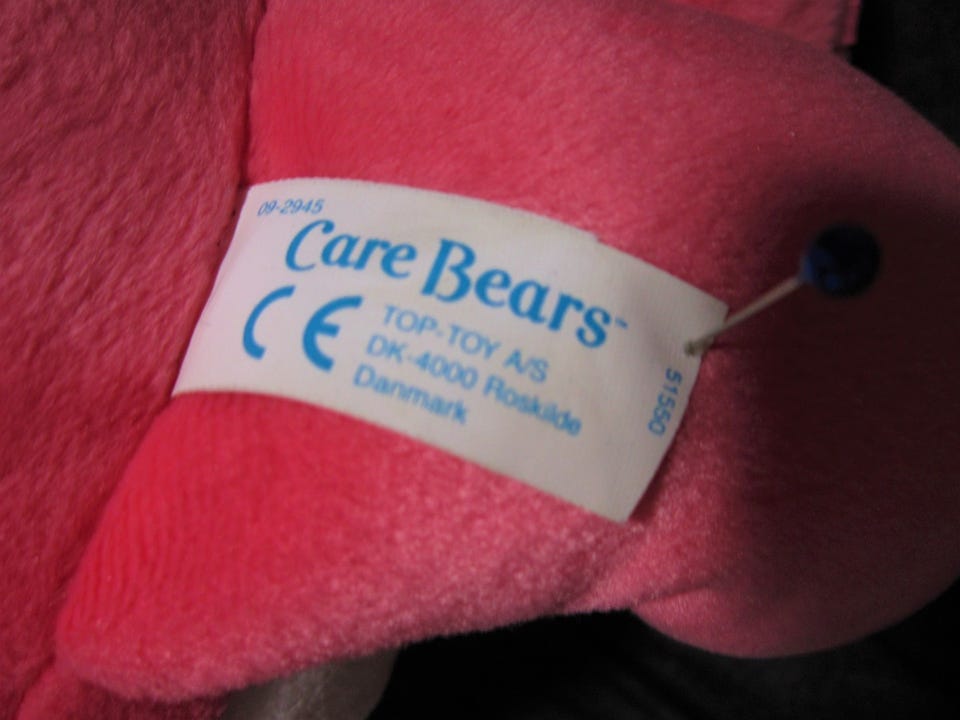 09-2945
Care Bears™
CE
TOP-TOY A/S
DK-4000 Roskilde
Danmark
51550